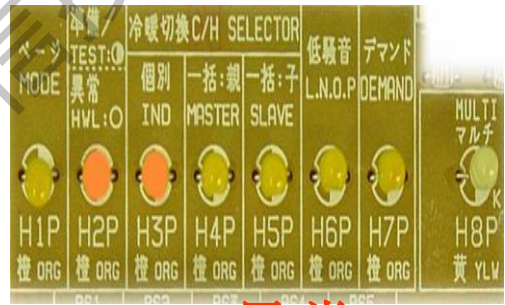 ページ
MODE
準備/
TEST:◐
異常
HWL:○
冷暖切換C/H SELECTOR
個別
IND
一括:親
MASTER
一括:子
SLAVE
低騒音
L.N.O.P
デマンド
DEMAND
MULTI
マルチ
H1P
H2P
H3P
H4P
H5P
H6P
H7P
H8P
橙 ORG
橙 ORG
橙 ORG
橙 ORG
橙 ORG
橙 ORG
橙 ORG
黄 YLW
K